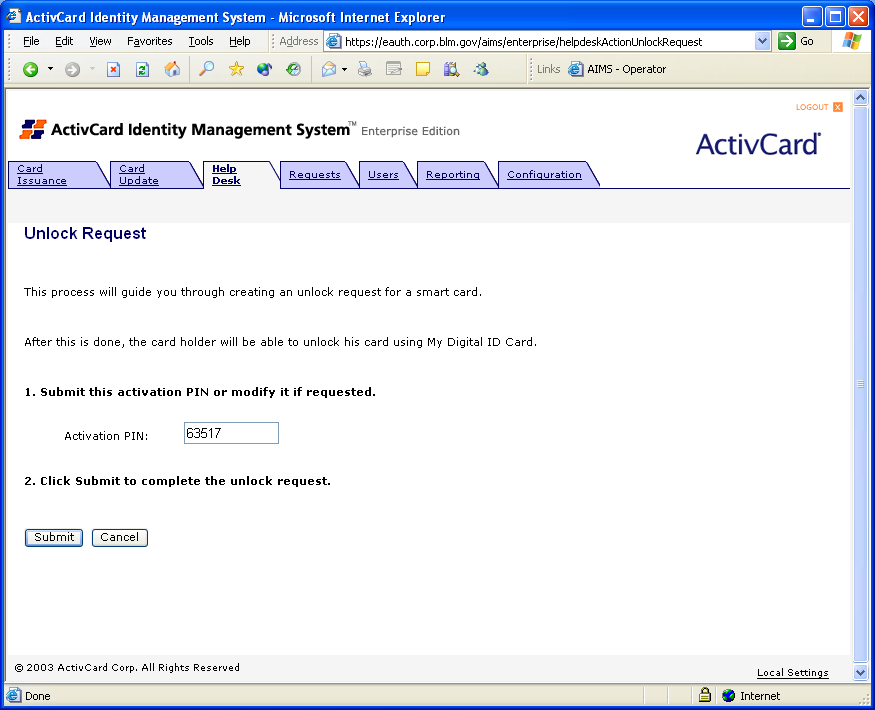 ActivCard Identity Management System - Microsoft Internet Explorer
File Edit View Favorites Tools Help Address https://eauth.corp.blm.gov/aims/enterprise/helpdeskActionUnlockRequest Go
Links AIMS - Operator
LOGOUT
ActivCard Identity Management System™ Enterprise Edition
ActivCard
Card Issuance
Card Update
Help Desk
Requests
Users
Reporting
Configuration
Unlock Request
This process will guide you through creating an unlock request for a smart card.
After this is done, the card holder will be able to unlock his card using My Digital ID Card.
1. Submit this activation PIN or modify it if requested.
Activation PIN: 63517
2. Click Submit to complete the unlock request.
Submit Cancel
© 2003 ActivCard Corp. All Rights Reserved
Local Settings
Done Internet